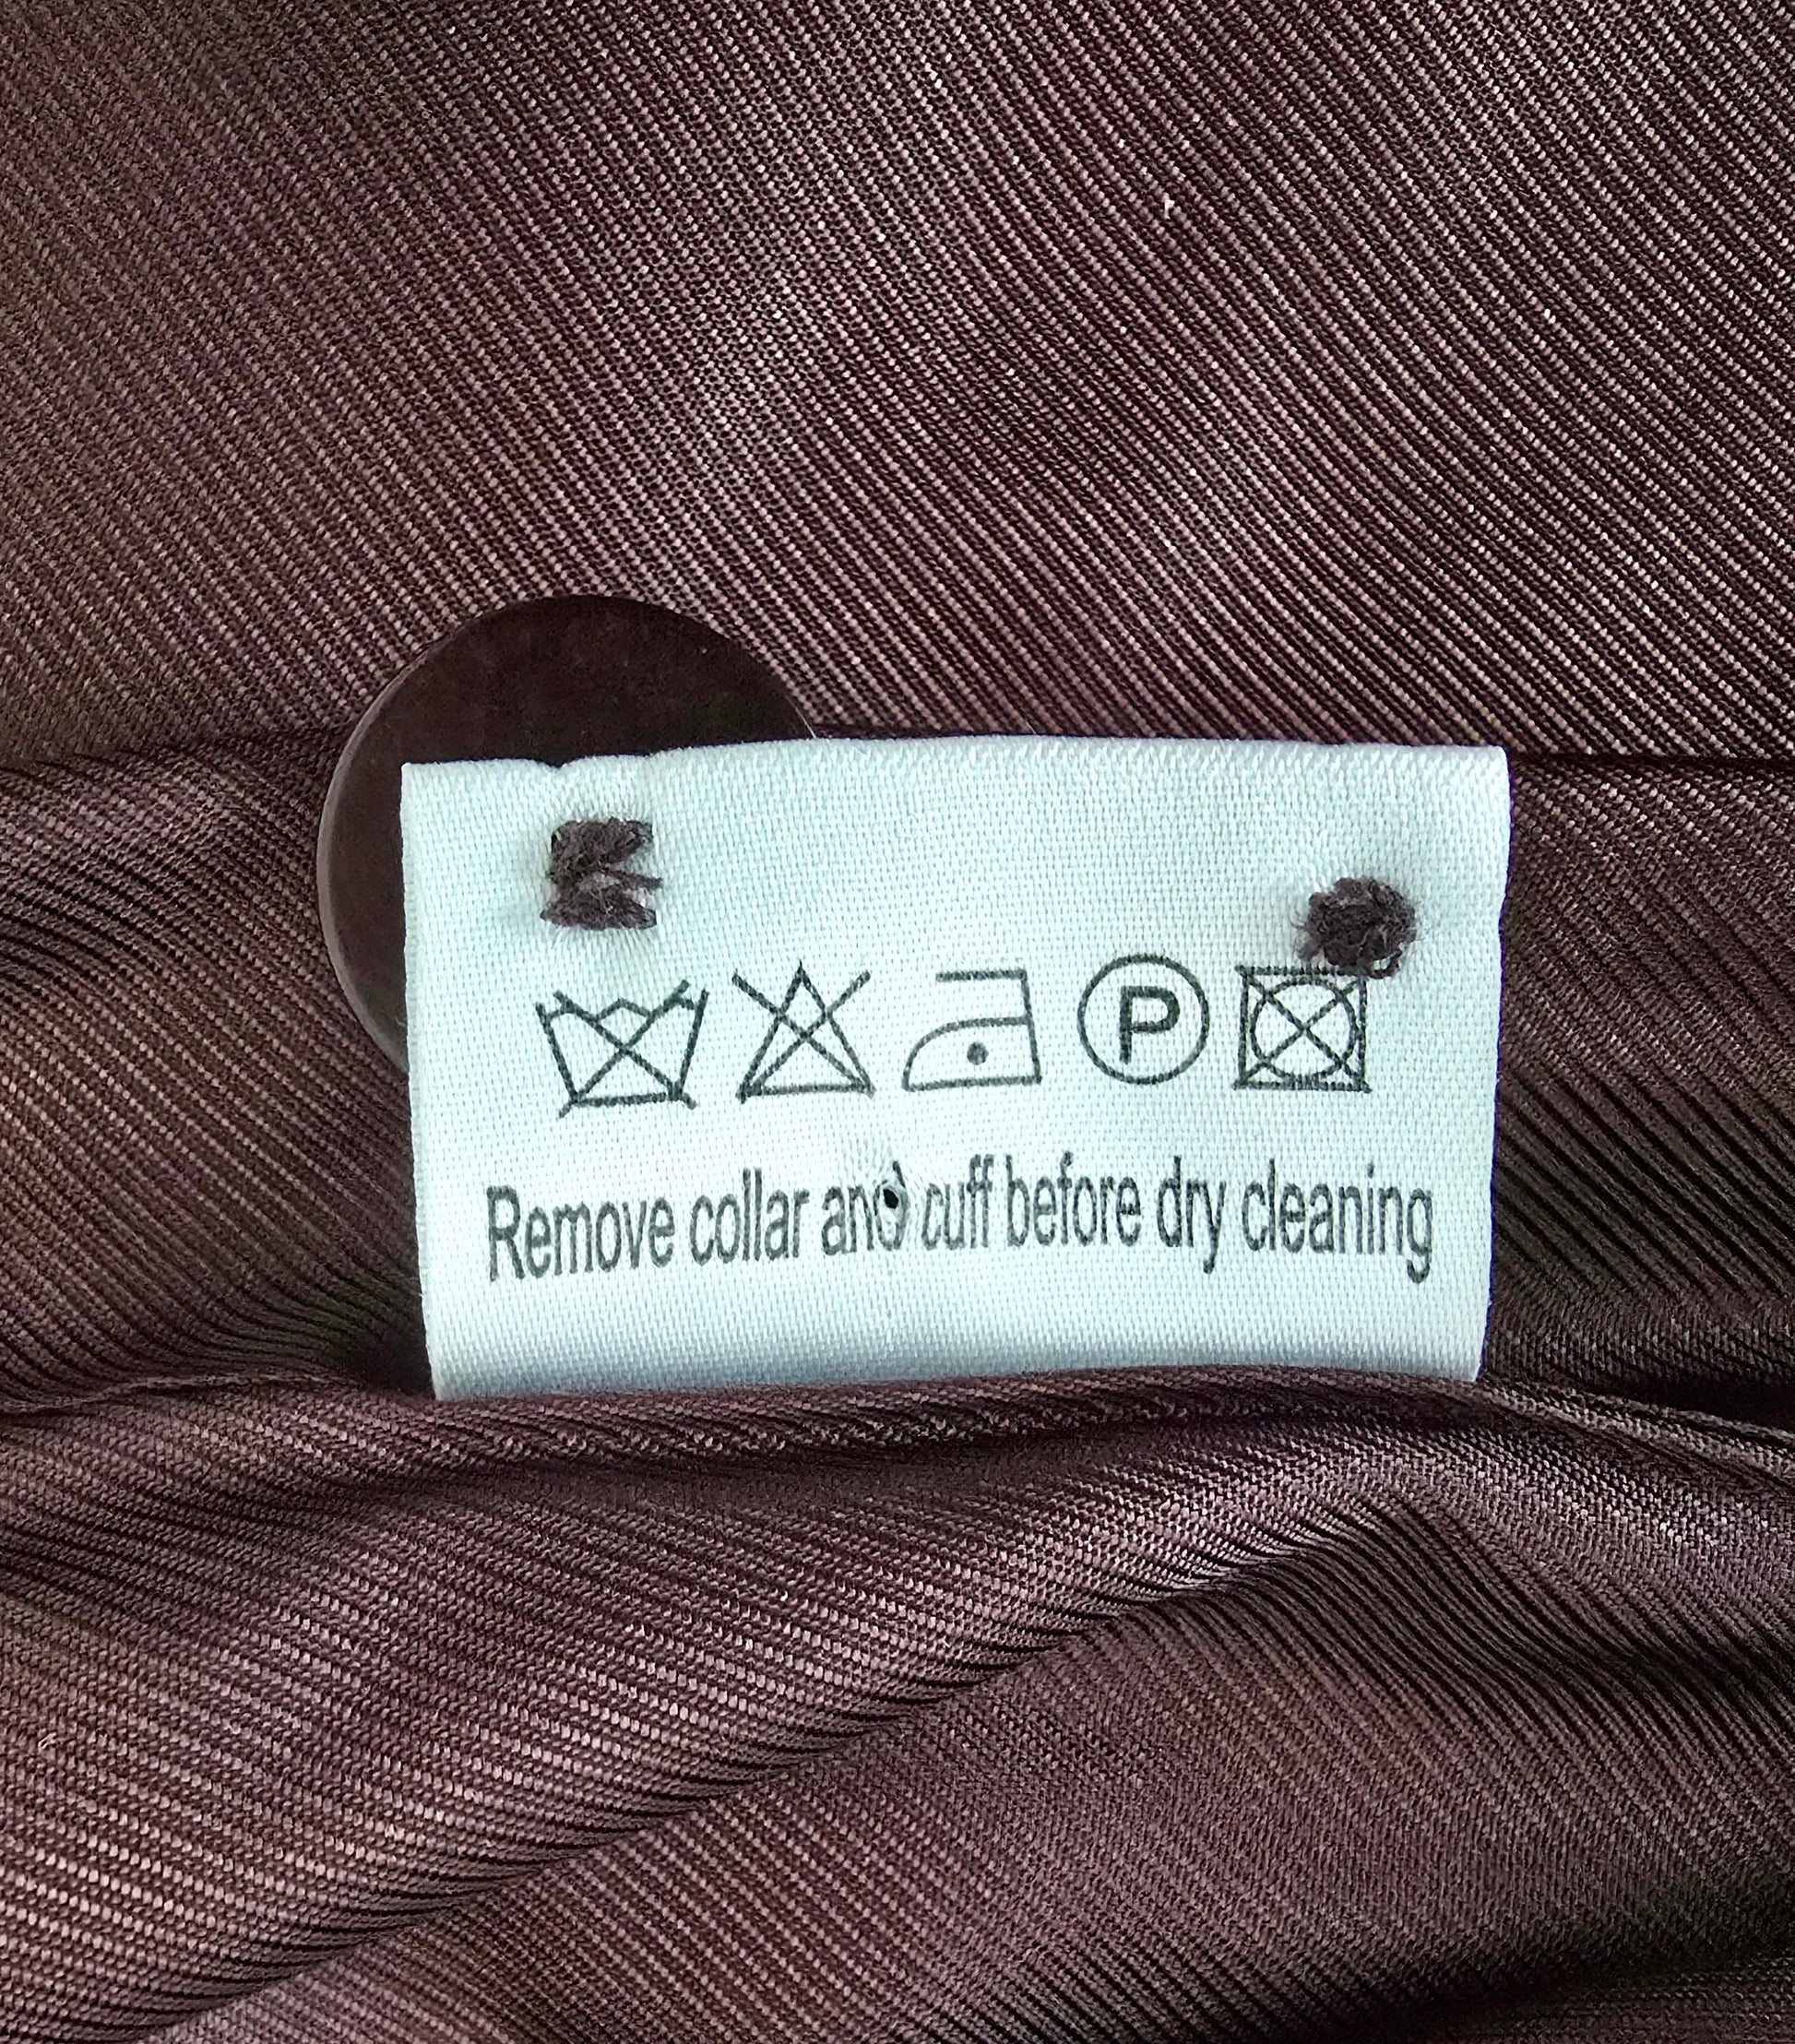 P
Remove collar and cuff before dry cleaning